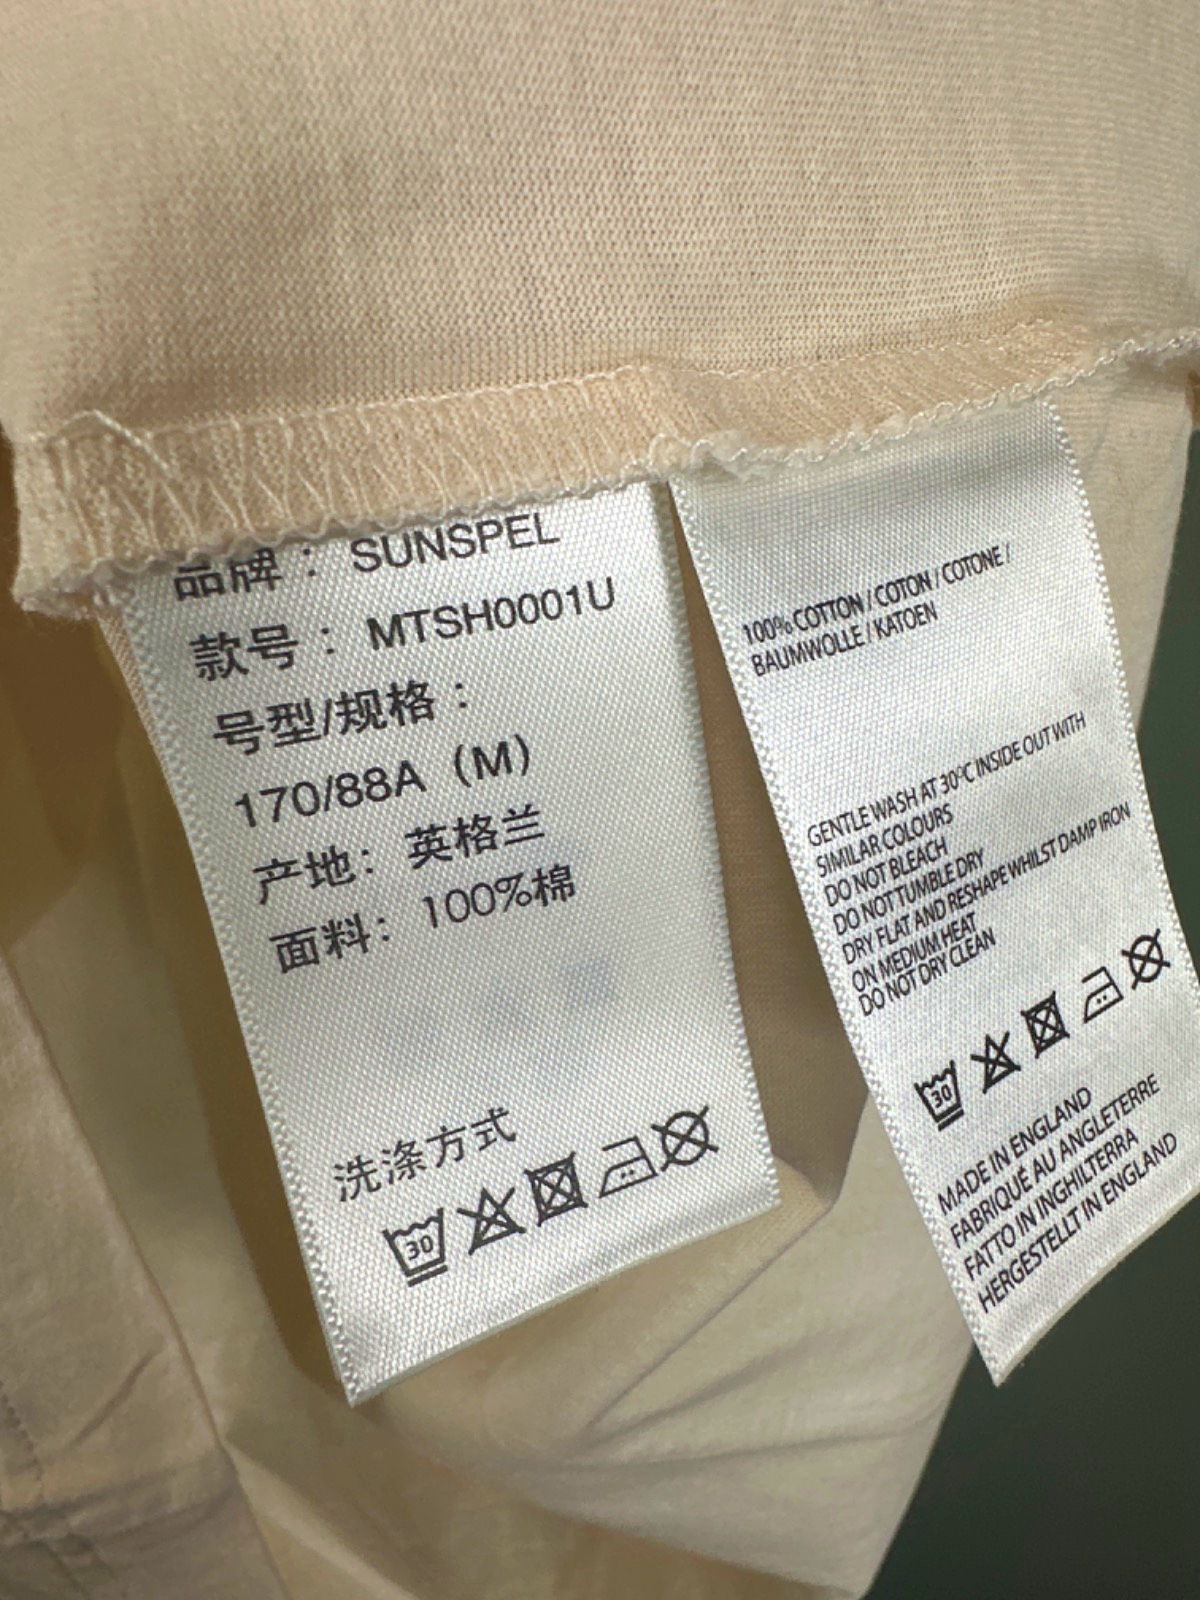 品牌： SUNSPEL
款号： MTSH0001U
号型/规格：
170/88A（M）
产地： 英格兰
面料： 100%棉
洗涤方式
30
100% COTTON / COTON / COTONE /
BAUMWOLLE / KATOEN
GENTLE WASH AT 30°C INSIDE OUT WITH
SIMILAR COLOURS
DO NOT BLEACH
DO NOT TUMBLE DRY
DRY FLAT AND RESHAPE WHILST DAMP IRON
ON MEDIUM HEAT
DO NOT DRY CLEAN
30
MADE IN ENGLAND
FABRIQUÉ AU ANGLETERRE
FATTO IN INGHILTERRA
HERGESTELLT IN ENGLAND